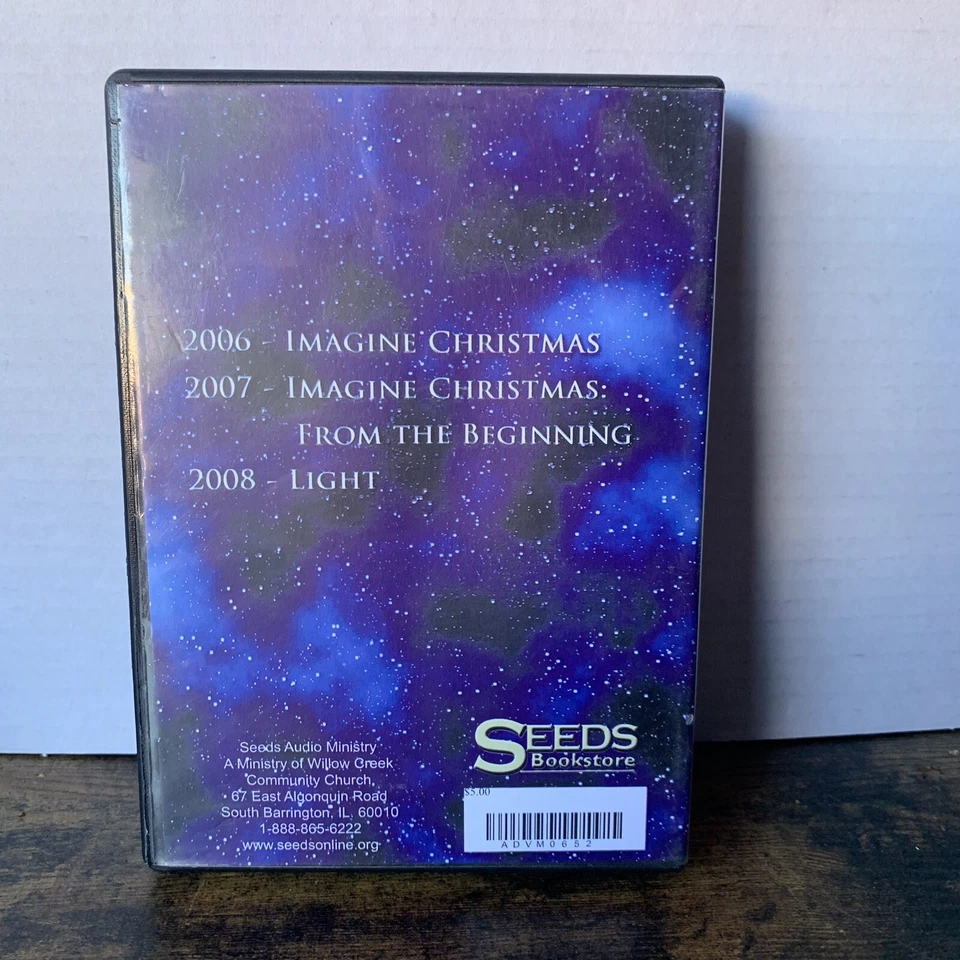 2006 - Imagine Christmas
2007 - Imagine Christmas:
From the Beginning
2008 - Light
Seeds Audio Ministry
A Ministry of Willow Creek
Community Church,
67 East Algonquin Road
South Barrington, IL, 60010
1-888-865-6222
www.seedsonline.org
SEEDS
Bookstore
$5.00
ADVM0652